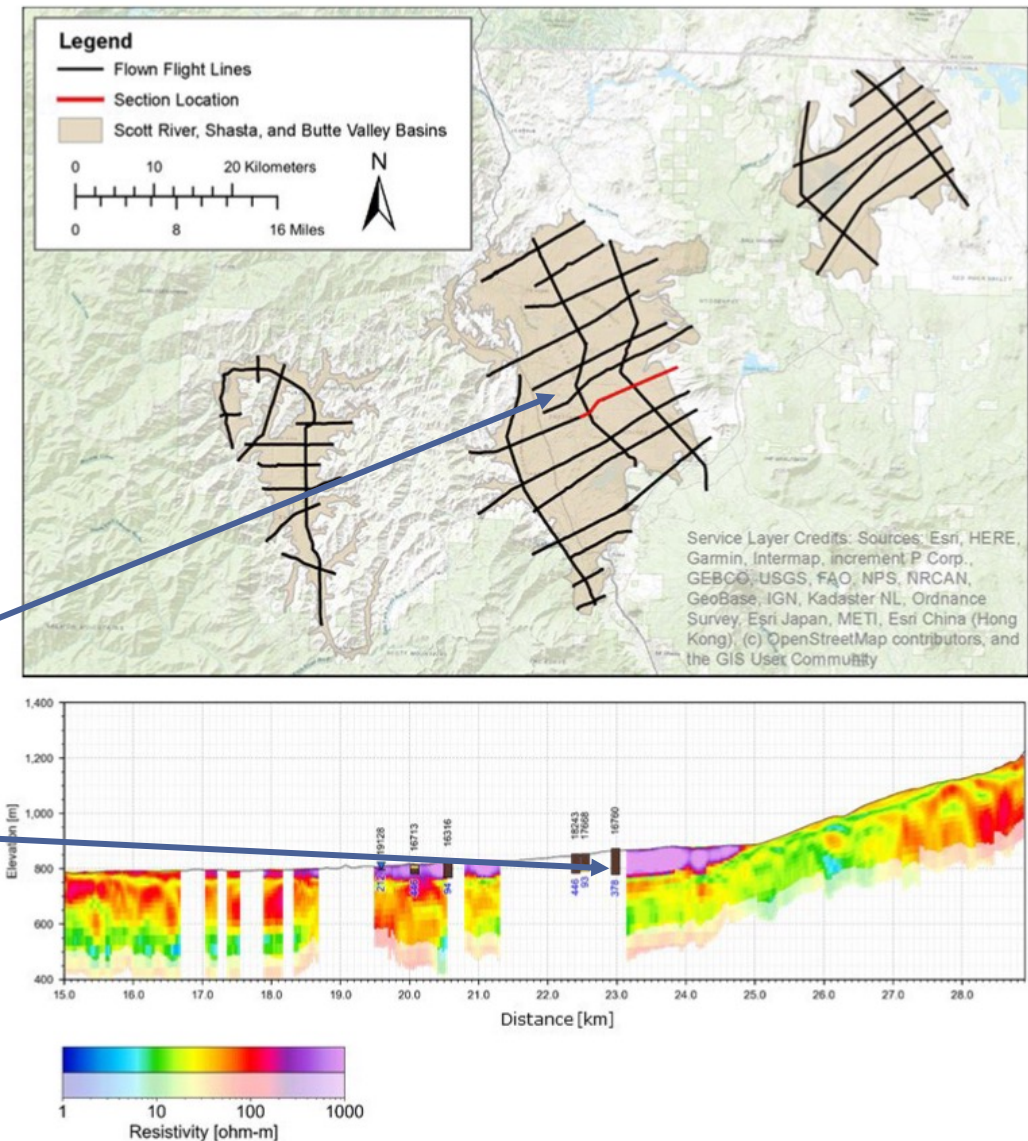 Legend
Flown Flight Lines
Section Location
Scott River, Shasta, and Butte Valley Basins
0 10 20 Kilometers
N
0 8 16 Miles
Service Layer Credits: Sources: Esri, HERE,
Garmin, Intermap, increment P Corp.,
GEBCO, USGS, FAO, NPS, NRCAN,
GeoBase, IGN, Kadaster NL, Ordnance
Survey, Esri Japan, METI, Esri China (Hong
Kong), (c) OpenStreetMap contributors, and
the GIS User Community
1,400
1,200
1,000
800
600
400
Elevation [m]
19128
16713
16316
18243
17668
16760
94
446
93
378
15.0 16.0 17.0 18.0 19.0 20.0 21.0 22.0 23.0 24.0 25.0 26.0 27.0 28.0
Distance [km]
1 10 100 1000
Resistivity [ohm-m]